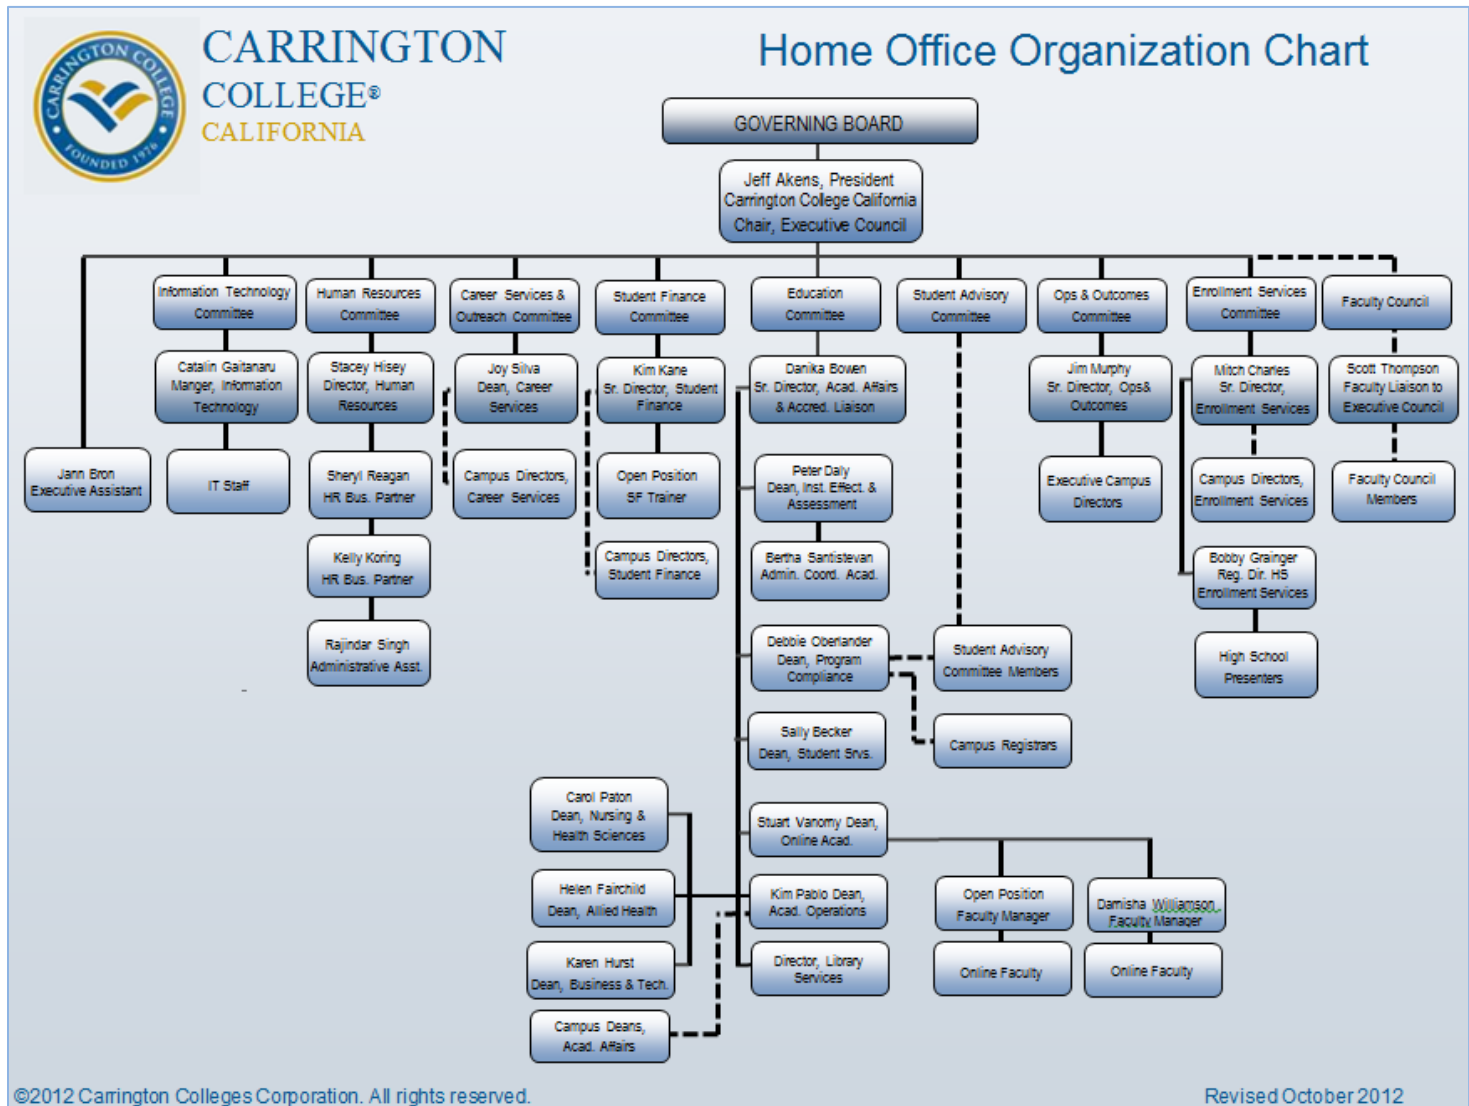 CARRINGTON COLLEGE
FOUNDED 1976
CARRINGTON
COLLEGE®
CALIFORNIA
Home Office Organization Chart
GOVERNING BOARD
Jeff Akens, President
Carrington College California
Chair, Executive Council
Information Technology
Committee
Human Resources
Committee
Career Services &
Outreach Committee
Student Finance
Committee
Education
Committee
Student Advisory
Committee
Ops & Outcomes
Committee
Enrollment Services
Committee
Faculty Council
Catalin Gaitanaru
Manger, Information
Technology
Stacey Hisey
Director, Human
Resources
Joy Silva
Dean, Career
Services
Kim Kane
Sr. Director, Student
Finance
Danika Bowen
Sr. Director, Acad. Affairs
& Accred. Liaison
Jim Murphy
Sr. Director, Ops&
Outcomes
Mitch Charles
Sr. Director,
Enrollment Services
Scott Thompson
Faculty Liaison to
Executive Council
Jann Bron
Executive Assistant
IT Staff
Sheryl Reagan
HR Bus. Partner
Campus Directors,
Career Services
Open Position
SF Trainer
Peter Daly
Dean, Inst. Effect. &
Assessment
Executive Campus
Directors
Campus Directors,
Enrollment Services
Faculty Council
Members
Kelly Koring
HR Bus. Partner
Campus Directors,
Student Finance
Bertha Santistevan
Admin. Coord. Acad.
Bobby Grainger
Reg. Dir. HS
Enrollment Services
Rajindar Singh
Administrative Asst.
Debbie Oberlander
Dean, Program
Compliance
Student Advisory
Committee Members
High School
Presenters
Sally Becker
Dean, Student Srvs.
Campus Registrars
Carol Paton
Dean, Nursing &
Health Sciences
Stuart Vanorny Dean,
Online Acad.
Helen Fairchild
Dean, Allied Health
Kim Pablo Dean,
Acad. Operations
Open Position
Faculty Manager
Damisha Williamson
Faculty Manager
Karen Hurst
Dean, Business & Tech.
Director, Library
Services
Online Faculty
Online Faculty
Campus Deans,
Acad. Affairs
©2012 Carrington Colleges Corporation. All rights reserved.
Revised October 2012